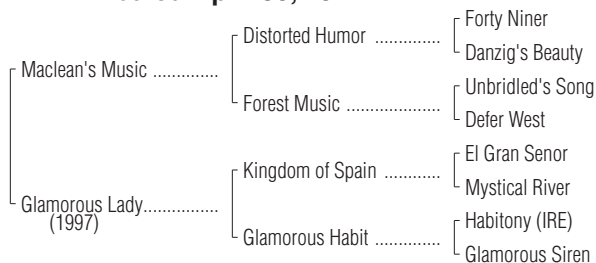 Distorted Humor ..............
Forty Niner
Danzig's Beauty
Maclean's Music ..............
Forest Music ....................
Unbridled's Song
Defer West
Kingdom of Spain ............
El Gran Senor
Mystical River
Glamorous Lady................
(1997)
Glamorous Habit ..............
Habitony (IRE)
Glamorous Siren